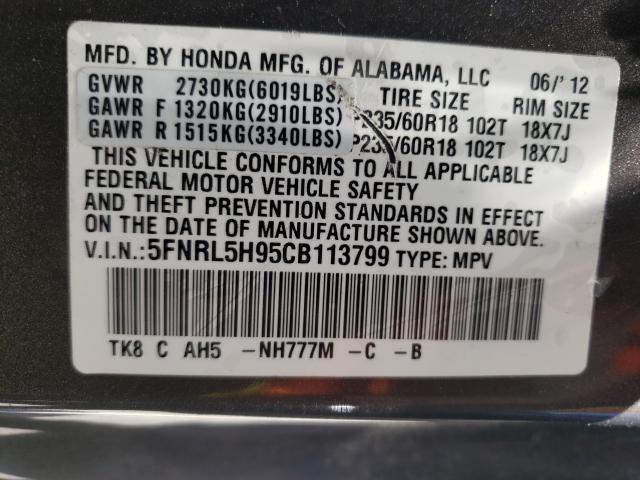 MFD. BY HONDA MFG. OF ALABAMA, LLC 06/'12
GVWR 2730KG(6019LBS) TIRE SIZE RIM SIZE
GAWR F 1320KG(2910LBS) P235/60R18 102T 18X7J
GAWR R 1515KG(3340LBS) P235/60R18 102T 18X7J
THIS VEHICLE CONFORMS TO ALL APPLICABLE
FEDERAL MOTOR VEHICLE SAFETY
AND THEFT PREVENTION STANDARDS IN EFFECT
ON THE DATE OF MANUFACTURE SHOWN ABOVE.
V.I.N.: 5FNRL5H95CB113799 TYPE: MPV
TK8 C AH5 -NH777M -C -B